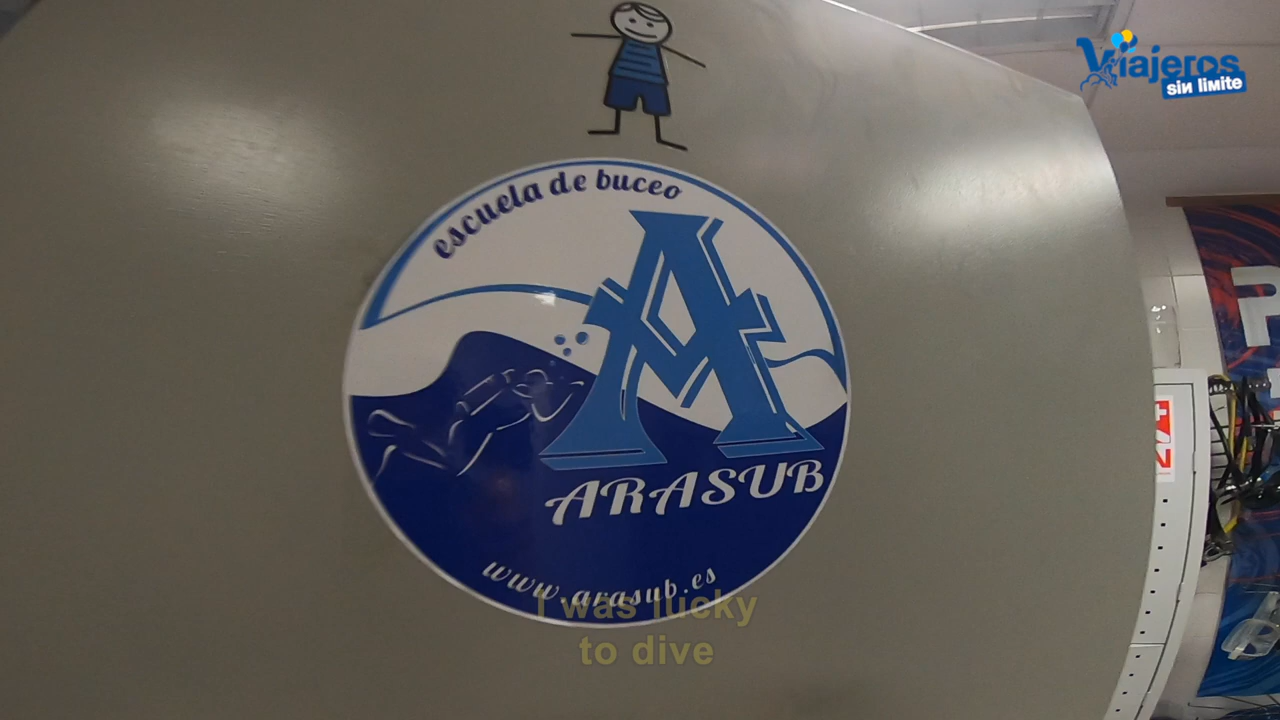 Viajeros
sin limite
escuela de buceo
A
ARASUB
www.arasub.es
I was lucky
to dive